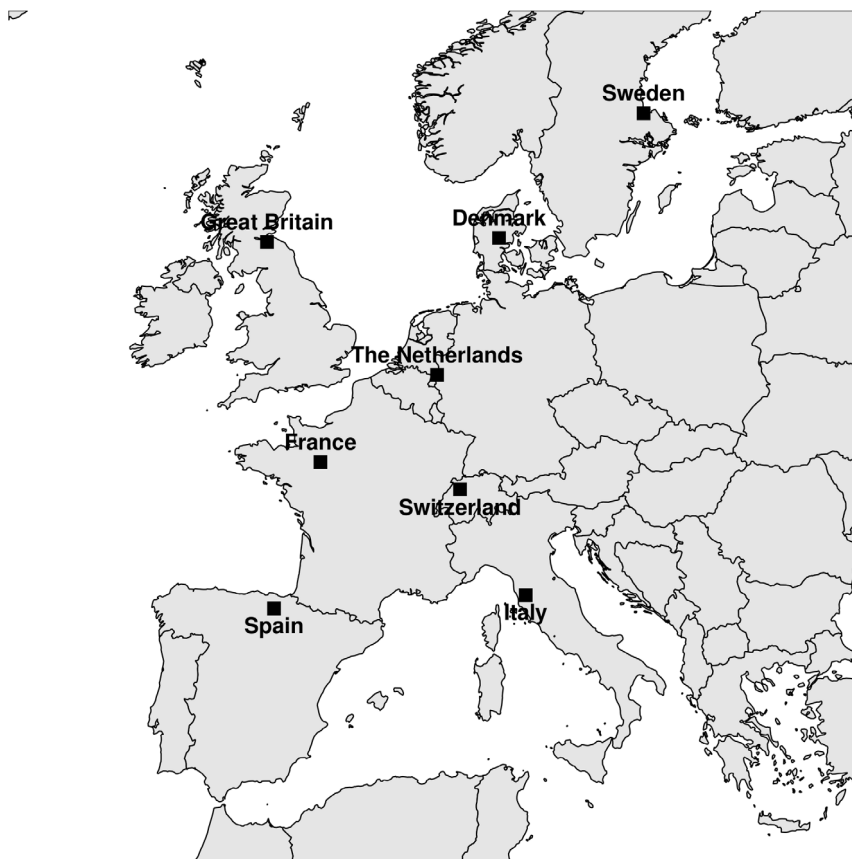 Sweden
Great Britain
Denmark
The Netherlands
France
Switzerland
Italy
Spain